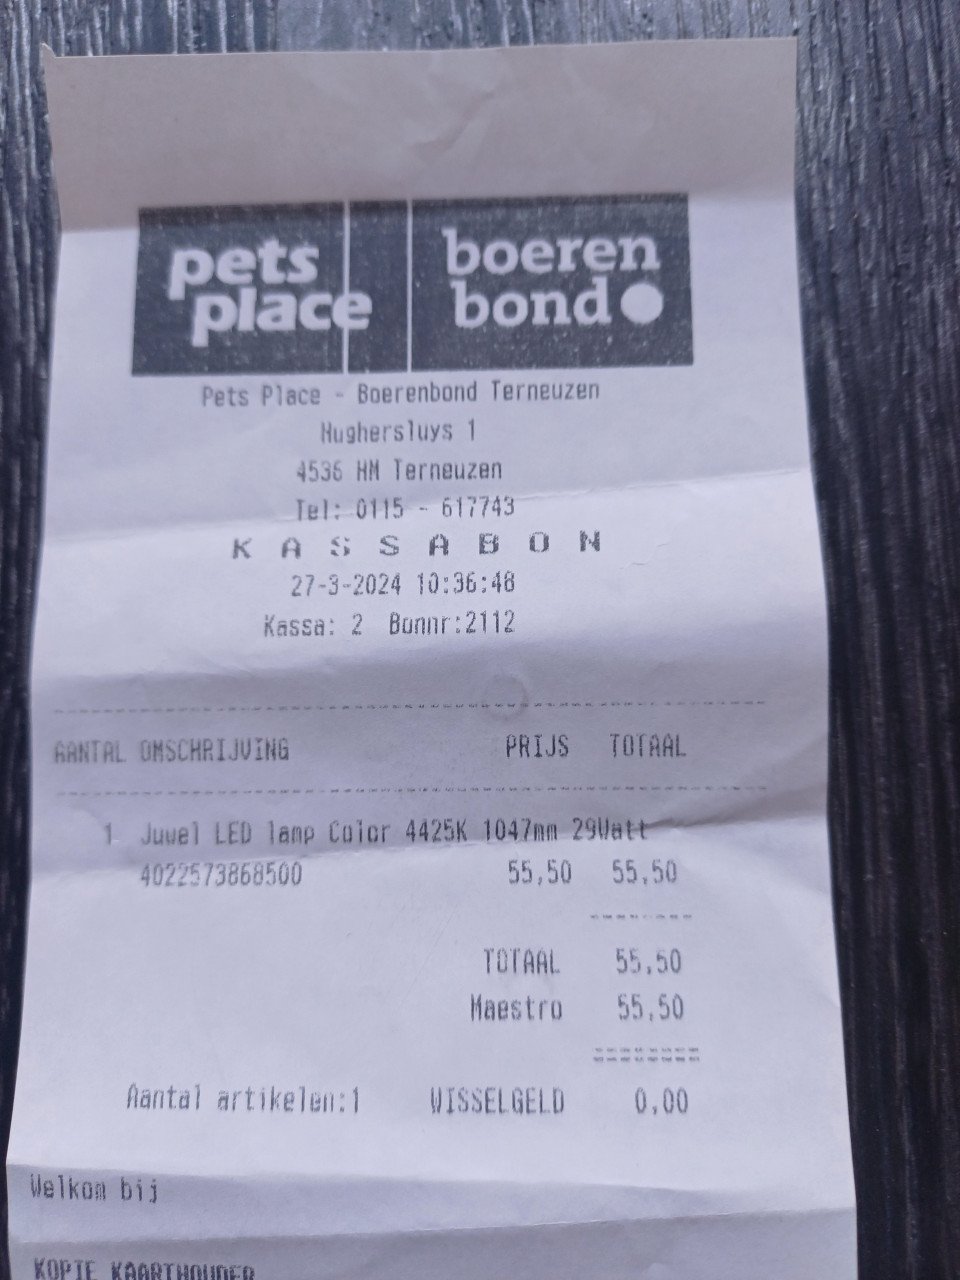 pets place boeren bond
Pets Place - Boerenbond Terneuzen
Hughersluys 1
4536 HM Terneuzen
Tel: 0115 - 617743
K A S S A B O N
27-3-2024 10:36:48
Kassa: 2 Bonnr:2112
AANTAL OMSCHRIJVING PRIJS TOTAAL
1 Juwel LED lamp Color 4425K 1047mm 29Watt
4022573868500 55,50 55,50
TOTAAL 55,50
Maestro 55,50
Aantal artikelen:1 WISSELGELD 0,00
Welkom bij
KOPIE KAARTHOUDER